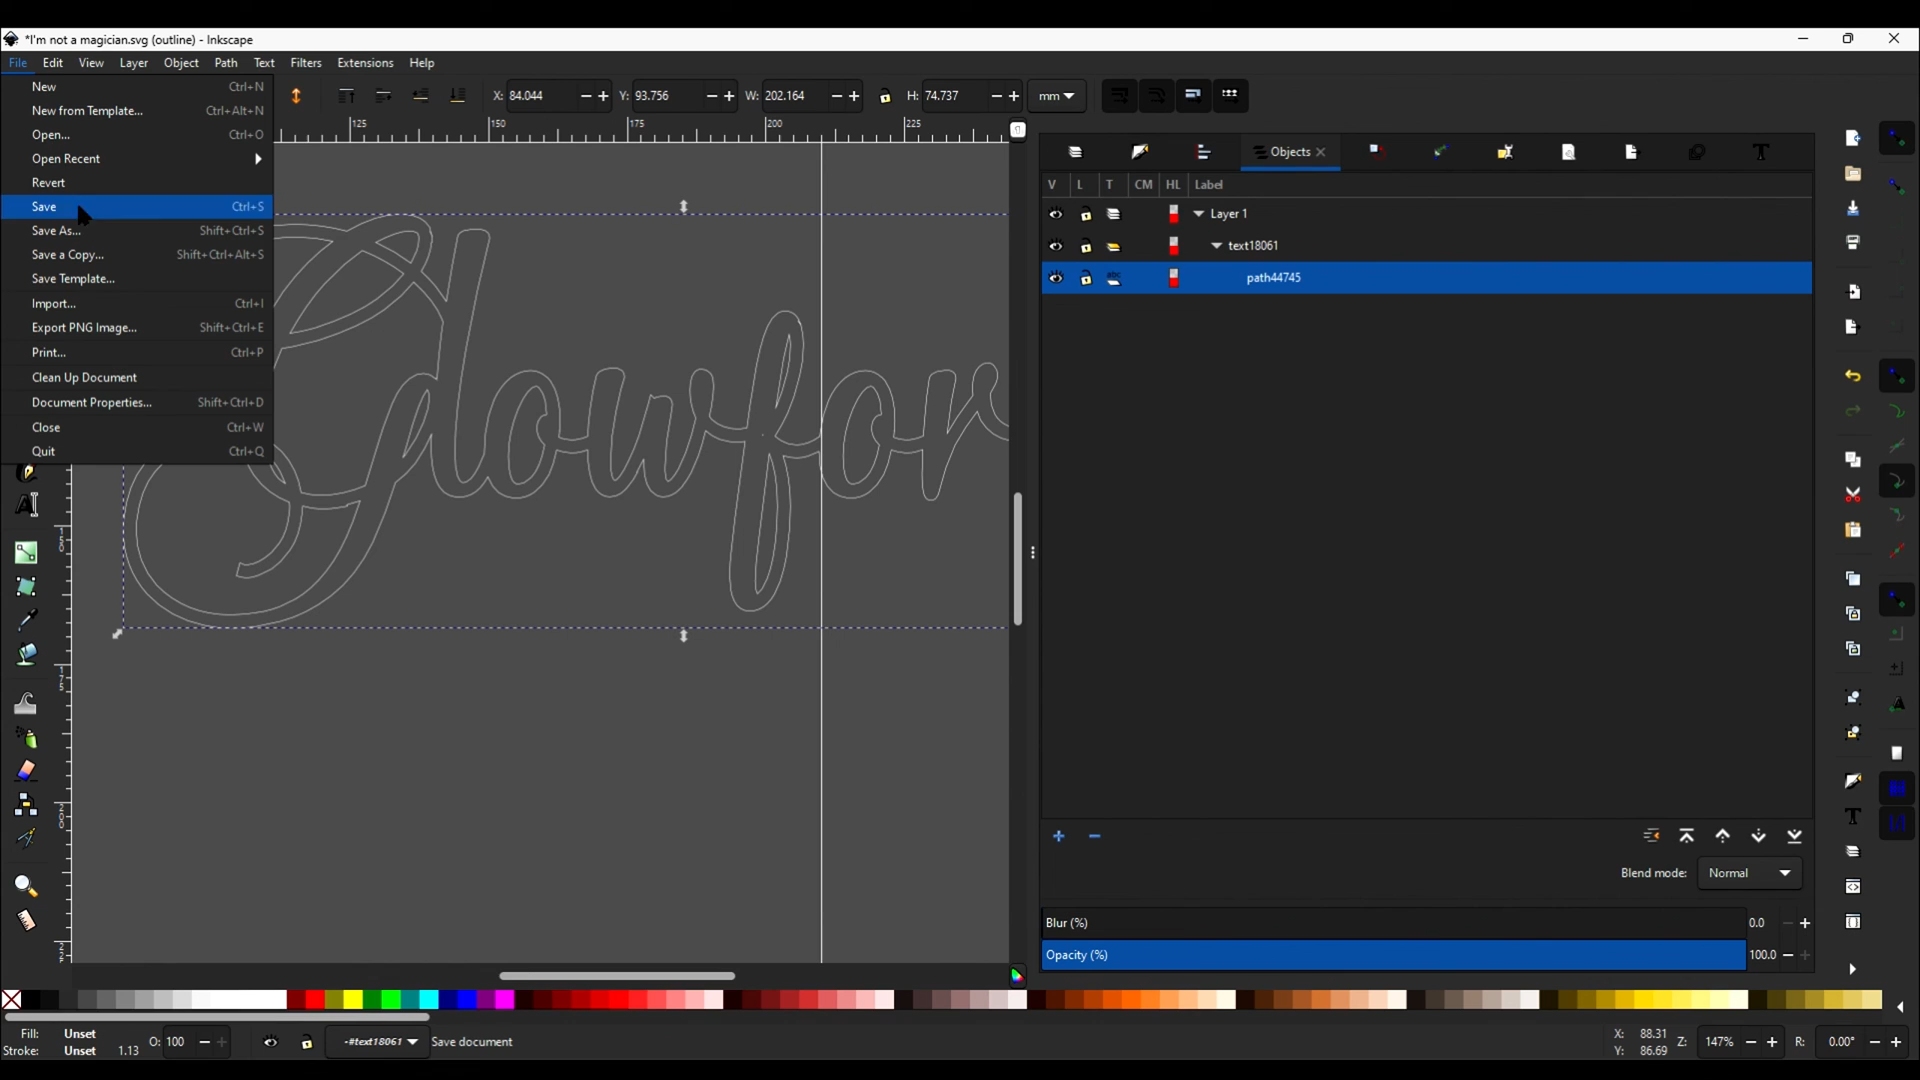 *I'm not a magician.svg (outline) - Inkscape
File Edit View Layer Object Path Text Filters Extensions Help
New Ctrl+N
New from Template... Ctrl+Alt+N
Open... Ctrl+O
Open Recent
Revert
Save Ctrl+S
Save As... Shift+Ctrl+S
Save a Copy... Shift+Ctrl+Alt+S
Save Template...
Import... Ctrl+I
Export PNG Image... Shift+Ctrl+E
Print... Ctrl+P
Clean Up Document
Document Properties... Shift+Ctrl+D
Close Ctrl+W
Quit Ctrl+Q
X: 84.044 Y: 93.756 W: 202.164 H: 74.737 mm
125 150 175 200 225
Glowfor
150
175
200
Objects
V L T CM HL Label
Layer 1
text18061
abc path44745
Blend mode: Normal
Blur (%) 0.0
Opacity (%) 100.0
Fill: Unset
Stroke: Unset 1.13
O: 100
-#text18061
Save document
X: 88.31
Y: 86.69
Z: 147%
R: 0.00°